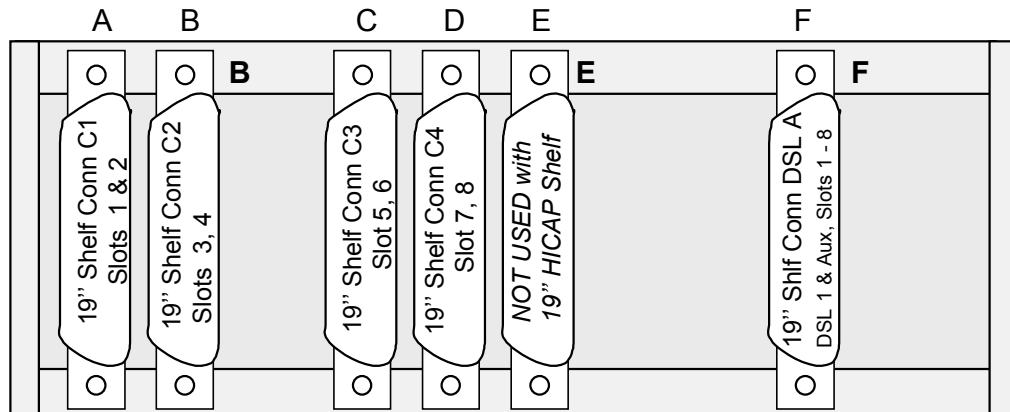 A B C D E F
B E F
19” Shelf Conn C1
Slots 1 & 2
19” Shelf Conn C2
Slots 3, 4
19” Shelf Conn C3
Slot 5, 6
19” Shelf Conn C4
Slot 7, 8
NOT USED with
19” HICAP Shelf
19” Shlf Conn DSL A
DSL 1 & Aux, Slots 1 - 8